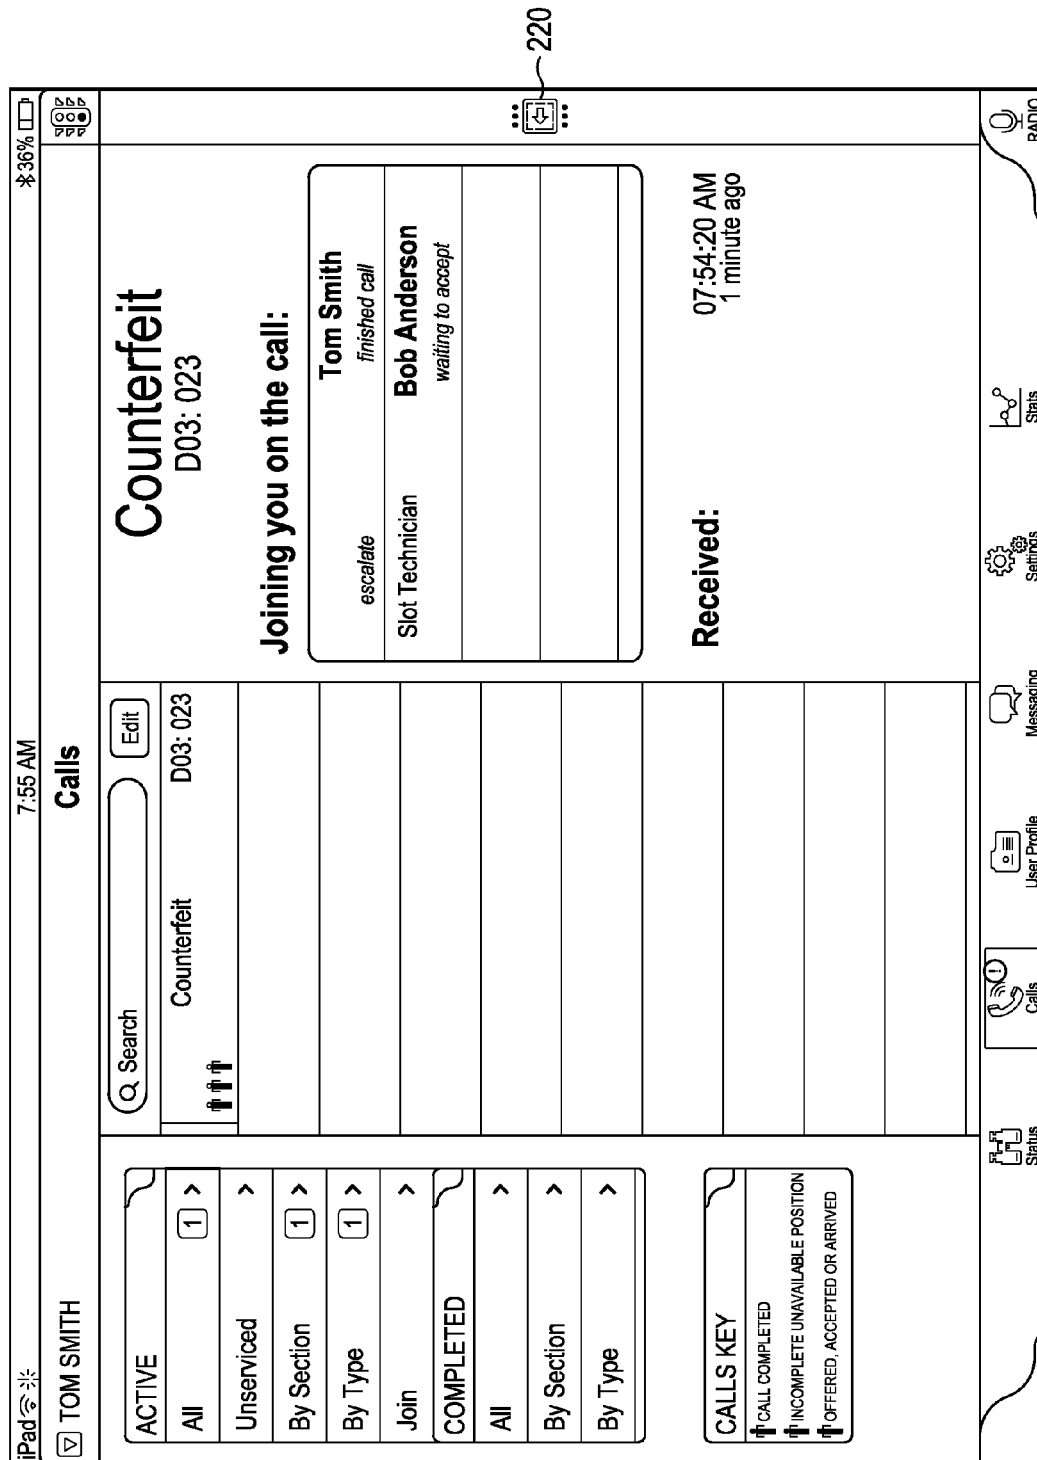 iPad 7:55 AM 36%
TOM SMITH Calls
ACTIVE
All 1 >
Unserviced >
By Section 1 >
By Type 1 >
Join >
COMPLETED
All >
By Section >
By Type >
CALLS KEY
CALL COMPLETED
INCOMPLETE UNAVAILABLE POSITION
OFFERED, ACCEPTED OR ARRIVED
Search Edit
Counterfeit D03: 023
Counterfeit
D03: 023
Joining you on the call:
Tom Smith
escalate finished call
Slot Technician Bob Anderson
waiting to accept
Received: 07:54:20 AM
1 minute ago
220
Status
Calls
User Profile
Messaging
Settings
Stats
RADIO